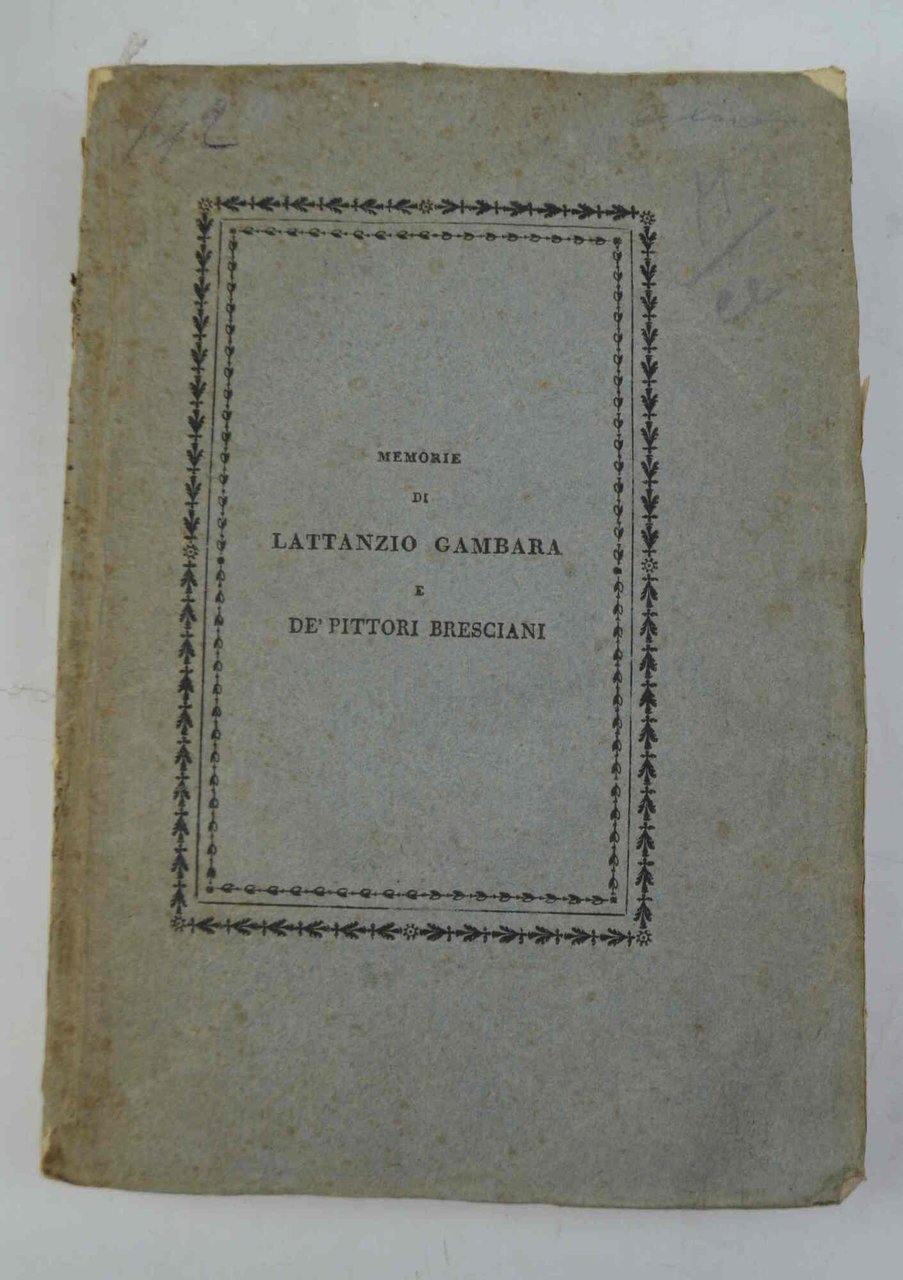 MEMORIE
DI
LATTANZIO GAMBARA
E
DE' PITTORI BRESCIANI